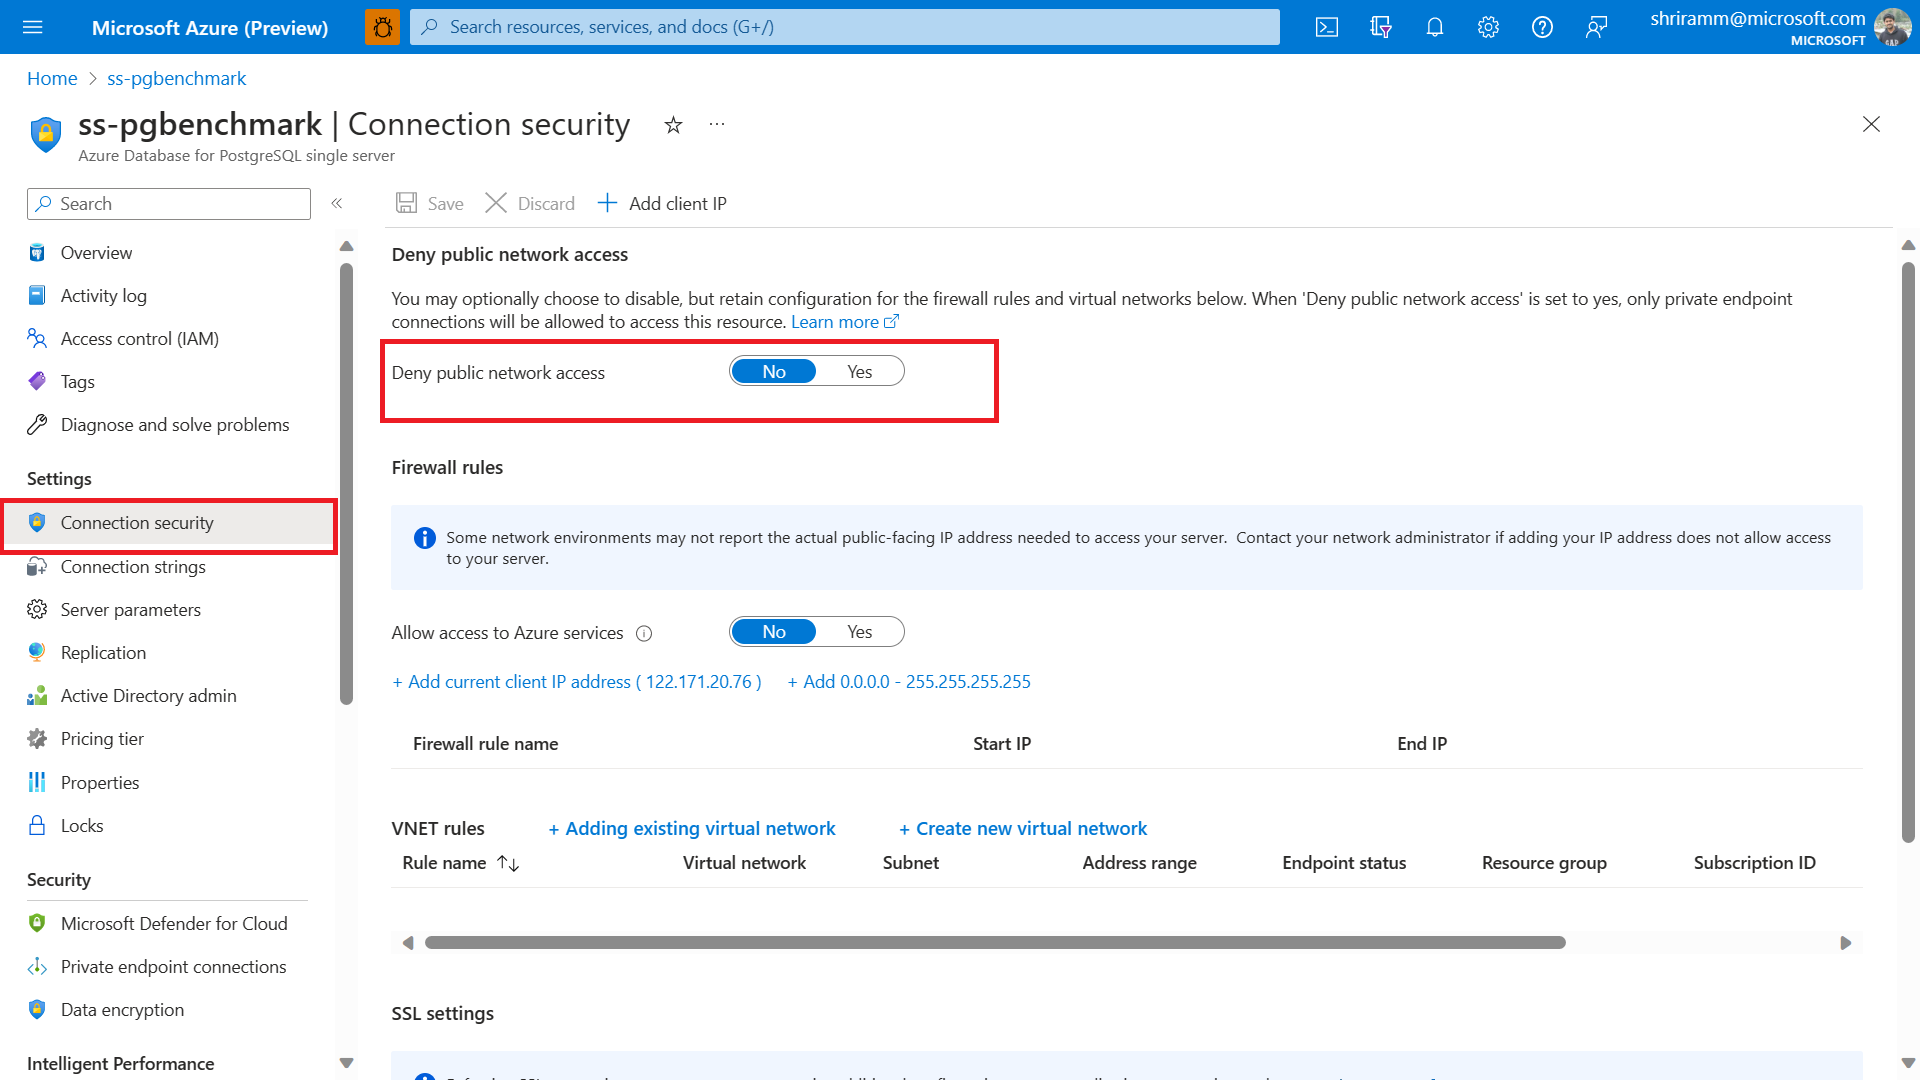 Microsoft Azure (Preview)
Search resources, services, and docs (G+/)
shriramm@microsoft.com
MICROSOFT
Home > ss-pgbenchmark
ss-pgbenchmark | Connection security
Azure Database for PostgreSQL single server
Search
Save Discard Add client IP
Overview
Activity log
Access control (IAM)
Tags
Diagnose and solve problems
Settings
Connection security
Connection strings
Server parameters
Replication
Active Directory admin
Pricing tier
Properties
Locks
Security
Microsoft Defender for Cloud
Private endpoint connections
Data encryption
Intelligent Performance
Deny public network access
You may optionally choose to disable, but retain configuration for the firewall rules and virtual networks below. When 'Deny public network access' is set to yes, only private endpoint
connections will be allowed to access this resource. Learn more
Deny public network access No Yes
Firewall rules
Some network environments may not report the actual public-facing IP address needed to access your server. Contact your network administrator if adding your IP address does not allow access
to your server.
Allow access to Azure services No Yes
+ Add current client IP address ( 122.171.20.76 ) + Add 0.0.0.0 - 255.255.255.255
Firewall rule name Start IP End IP
VNET rules + Adding existing virtual network + Create new virtual network
Rule name Virtual network Subnet Address range Endpoint status Resource group Subscription ID
SSL settings